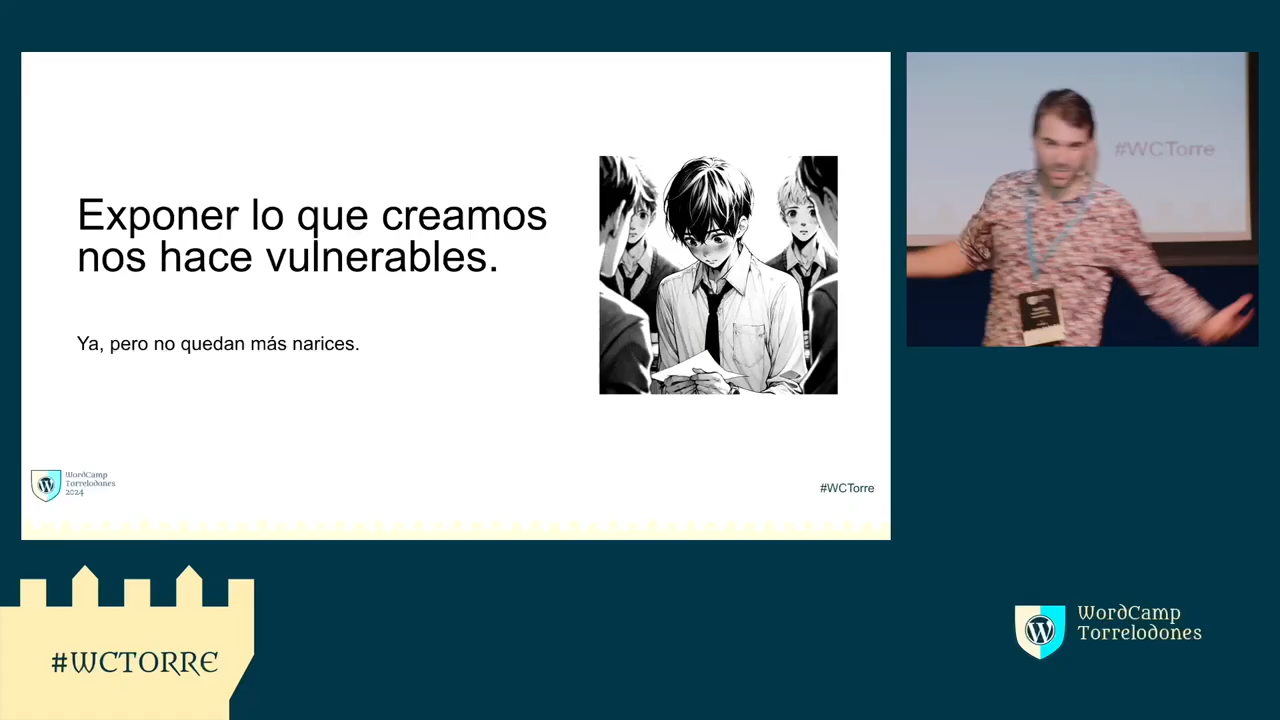 Exponer lo que creamos
nos hace vulnerables.
Ya, pero no quedan más narices.
WordCamp
Torrelodones
2024
#WCTorre
#WCTorre
#WCTORRE
WordCamp
Torrelodones